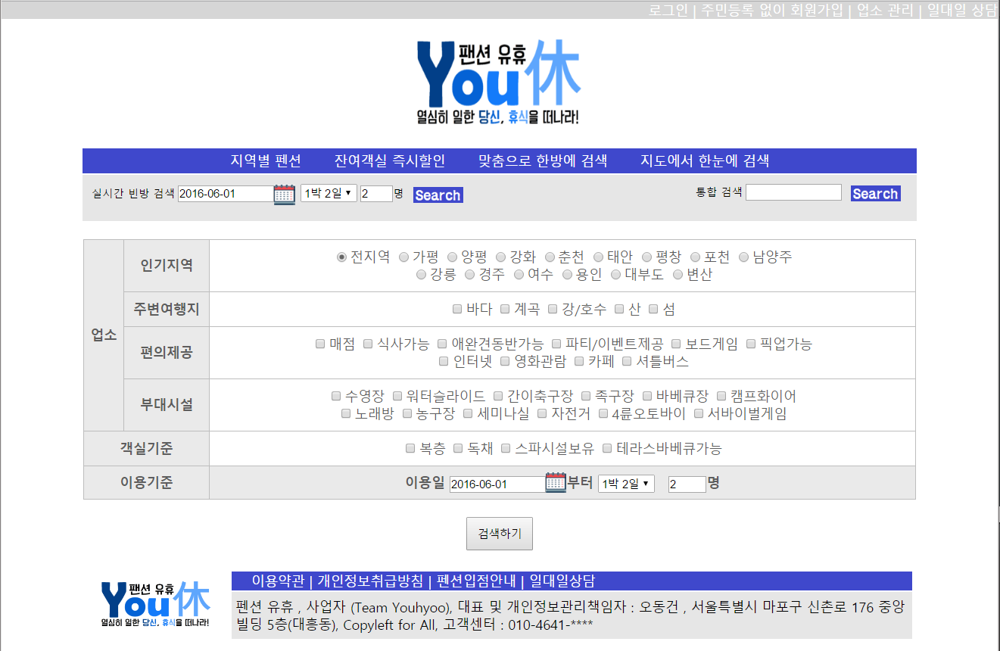 로그인 | 주민등록 없이 회원가입 | 업소 관리 | 일대일 상담
팬션 유휴
You休
열심히 일한 당신, 휴식을 떠나라!
지역별 펜션 잔여객실 즉시할인 맞춤으로 한방에 검색 지도에서 한눈에 검색
실시간 빈방 검색 2016-06-01 1박 2일 2 명 Search 통합 검색 Search
업소
인기지역
전지역 가평 양평 강화 춘천 태안 평창 포천 남양주
강릉 경주 여수 용인 대부도 변산
주변여행지
바다 계곡 강/호수 산 섬
편의제공
매점 식사가능 애완견동반가능 파티/이벤트제공 보드게임 픽업가능
인터넷 영화관람 카페 셔틀버스
부대시설
수영장 워터슬라이드 간이축구장 족구장 바베큐장 캠프화이어
노래방 농구장 세미나실 자전거 4륜오토바이 서바이벌게임
객실기준
복층 독채 스파시설보유 테라스바베큐가능
이용기준
이용일 2016-06-01 부터 1박 2일 2 명
검색하기
팬션 유휴
You休
열심히 일한 당신, 휴식을 떠나라!
이용약관 | 개인정보취급방침 | 펜션입점안내 | 일대일상담
펜션 유휴 , 사업자 (Team Youhyoo), 대표 및 개인정보관리책임자 : 오동건 , 서울특별시 마포구 신촌로 176 중앙
빌딩 5층(대흥동), Copyleft for All, 고객센터 : 010-4641-****